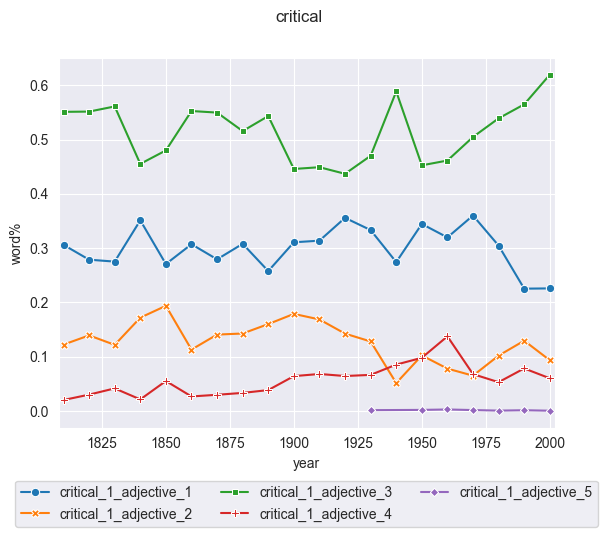 critical
0.6
0.5
0.4
0.3
0.2
0.1
0.0
word%
1825 1850 1875 1900 1925 1950 1975 2000
year
critical_1_adjective_1 critical_1_adjective_3 critical_1_adjective_5
critical_1_adjective_2 critical_1_adjective_4